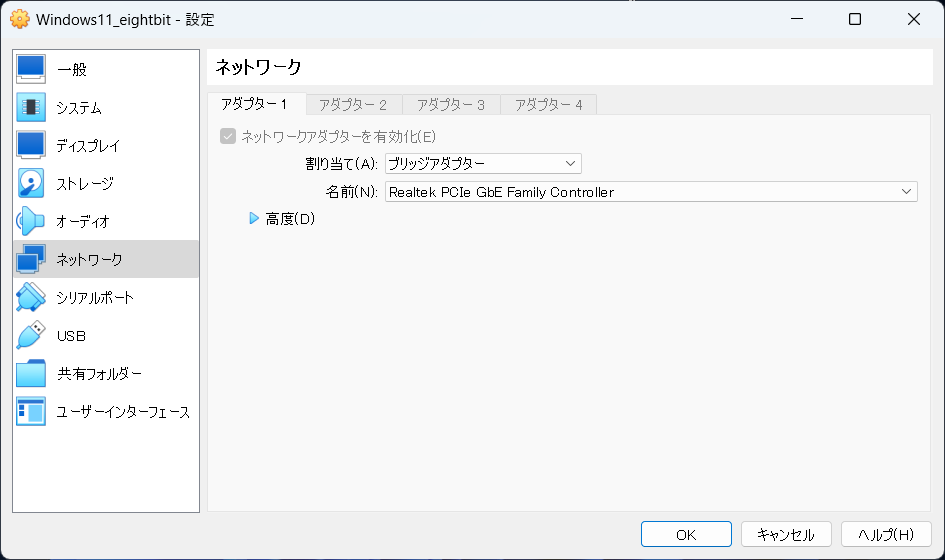 Windows11_eightbit - 設定
一般
システム
ディスプレイ
ストレージ
オーディオ
ネットワーク
シリアルポート
USB
共有フォルダー
ユーザーインターフェース
ネットワーク
アダプター 1 アダプター 2 アダプター 3 アダプター 4
ネットワークアダプターを有効化(E)
割り当て(A): ブリッジアダプター
名前(N): Realtek PCIe GbE Family Controller
高度(D)
OK キャンセル ヘルプ(H)